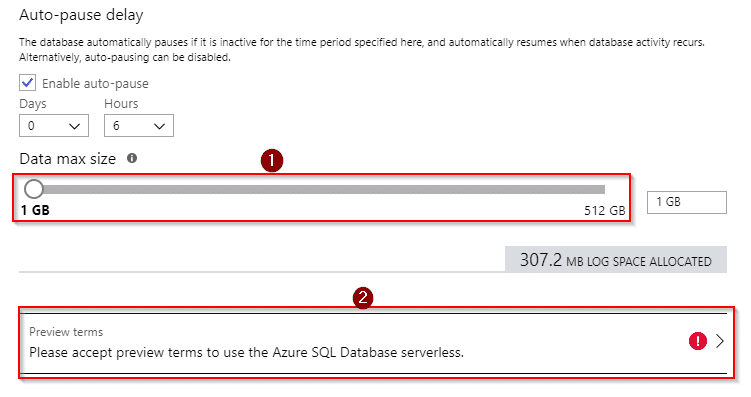 Auto-pause delay
The database automatically pauses if it is inactive for the time period specified here, and automatically resumes when database activity recurs.
Alternatively, auto-pausing can be disabled.
Enable auto-pause
Days Hours
0 6
Data max size
1
1 GB 512 GB
1 GB
307.2 MB LOG SPACE ALLOCATED
2
Preview terms
Please accept preview terms to use the Azure SQL Database serverless.
!